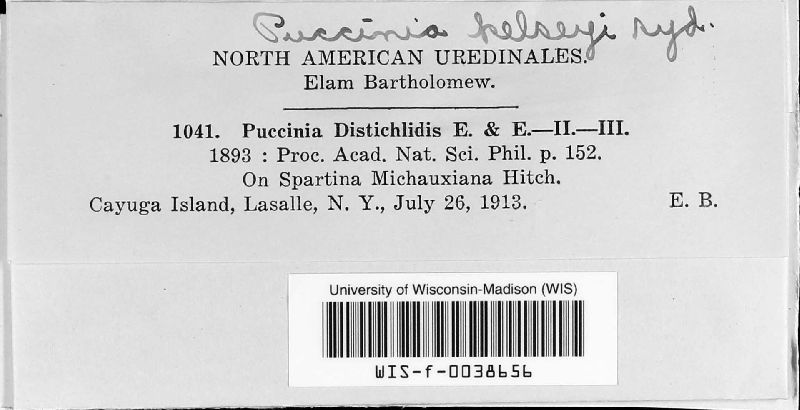 Puccinia kelseyi Syd.
NORTH AMERICAN UREDINALES.
Elam Bartholomew.
1041. Puccinia Distichlidis E. & E.—II.—III.
1893 : Proc. Acad. Nat. Sci. Phil. p. 152.
On Spartina Michauxiana Hitch.
Cayuga Island, Lasalle, N. Y., July 26, 1913. E. B.
University of Wisconsin-Madison (WIS)
WIS-f-0038656